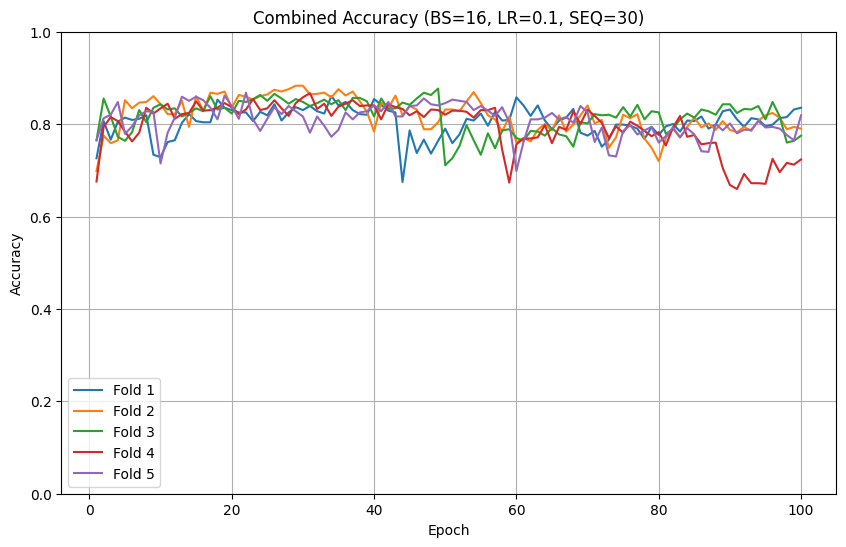 Combined Accuracy (BS=16, LR=0.1, SEQ=30)
1.0
0.8
0.6
0.4
0.2
0.0
Accuracy
Fold 1
Fold 2
Fold 3
Fold 4
Fold 5
0 20 40 60 80 100
Epoch